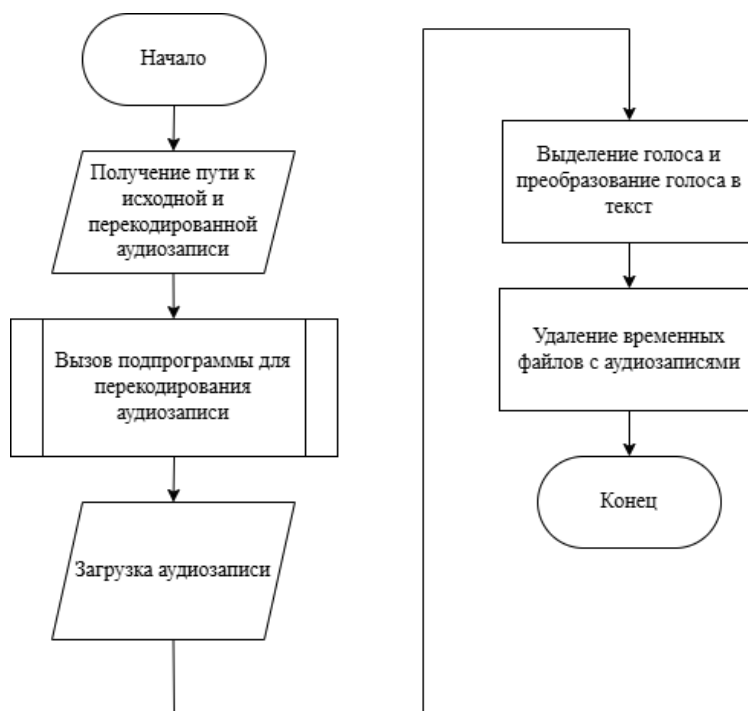 Начало
Получение пути к
исходной и
перекодированной
аудиозаписи
Вызов подпрограммы для
перекодирования
аудиозаписи
Загрузка аудиозаписи
Выделение голоса и
преобразование голоса в
текст
Удаление временных
файлов с аудиозаписями
Конец